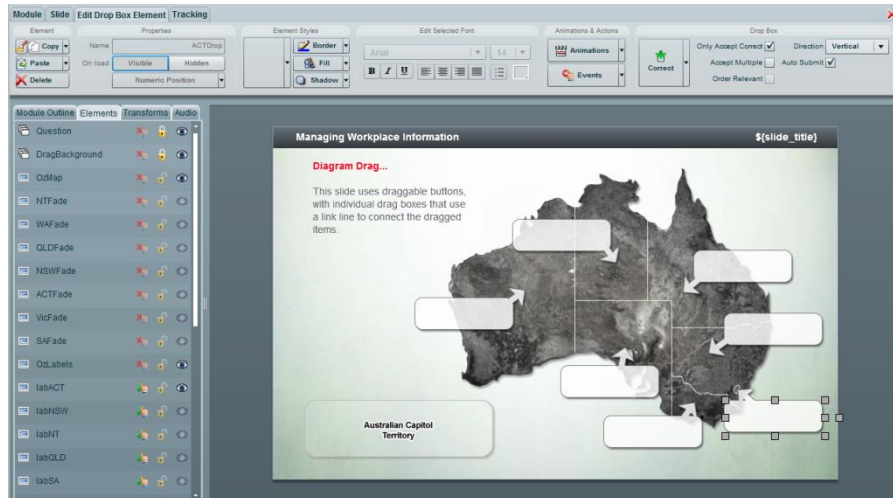 Module Slide Edit Drop Box Element Tracking
Element Properties Element Styles Edit Selected Font Animations & Actions Drop Box
Copy Name ACTDrop Border Arial 14 Animations Correct Only Accept Correct Direction Vertical
Paste On load Visible Hidden Fill Accept Multiple Auto Submit
Delete Numeric Position Shadow B I U Events Order Relevant
Module Outline Elements Transforms Audio
Question
DragBackground
OzMap
NTFade
WAFade
QLDFade
NSWFade
ACTFade
VicFade
SAFade
OzLabels
labACT
labNSW
labNT
labQLD
labSA
Managing Workplace Information ${slide_title}
Diagram Drag...
This slide uses draggable buttons,
with individual drag boxes that use
a link line to connect the dragged
items.
Australian Capitol
Territory